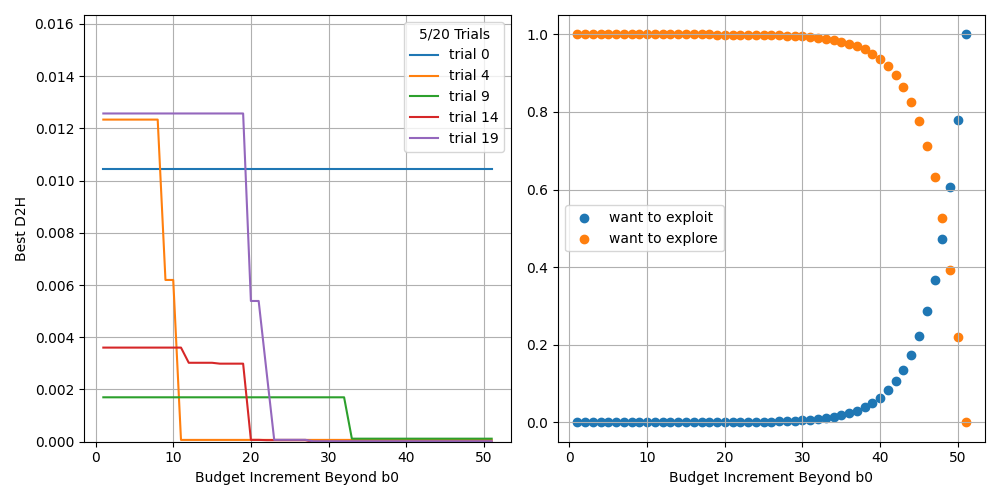 0.016
0.014
0.012
0.010
0.008
0.006
0.004
0.002
0.000
Best D2H
0 10 20 30 40 50
Budget Increment Beyond b0
5/20 Trials
trial 0
trial 4
trial 9
trial 14
trial 19
1.0
0.8
0.6
0.4
0.2
0.0
want to exploit
want to explore
0 10 20 30 40 50
Budget Increment Beyond b0